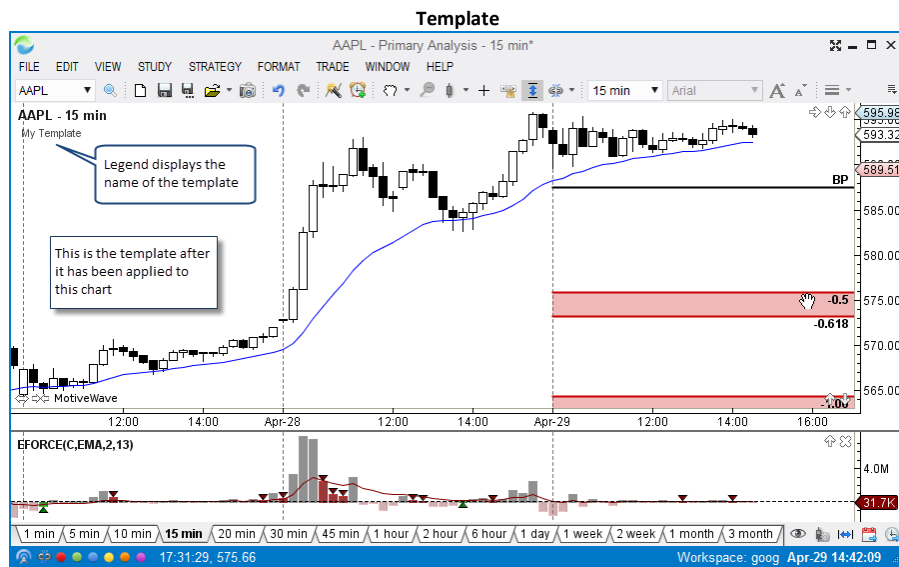 Template
AAPL - Primary Analysis - 15 min*
FILE EDIT VIEW STUDY STRATEGY FORMAT TRADE WINDOW HELP
AAPL 15 min Arial A A
AAPL - 15 min
My Template
Legend displays the
name of the template
This is the template after
it has been applied to
this chart
595.98
593.32
589.51
BP
585.00
580.00
575.00
-0.5
-0.618
570.00
565.00
-1.00
MotiveWave
12:00 14:00 Apr-28 12:00 14:00 Apr-29 12:00 14:00 16:00
EFORCE(C,EMA,2,13)
4.0M
31.7K
1 min 5 min 10 min 15 min 20 min 30 min 45 min 1 hour 2 hour 6 hour 1 day 1 week 2 week 1 month 3 month
17:31:29, 575.66 Workspace: goog Apr-29 14:42:09